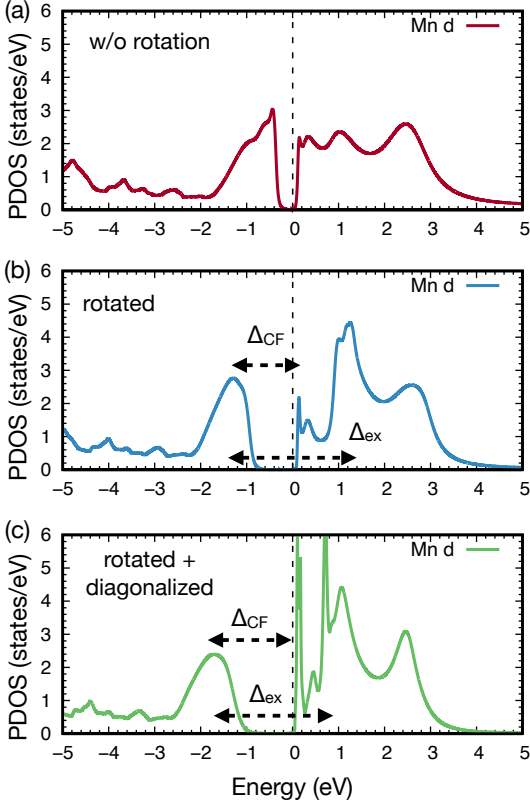 (a)
w/o rotation
Mn d
PDOS (states/eV)
6
5
4
3
2
1
0
−5 −4 −3 −2 −1 0 1 2 3 4 5
(b)
rotated
Mn d
ΔCF
Δex
PDOS (states/eV)
6
5
4
3
2
1
0
−5 −4 −3 −2 −1 0 1 2 3 4 5
(c)
rotated +
diagonalized
Mn d
ΔCF
Δex
PDOS (states/eV)
6
5
4
3
2
1
0
−5 −4 −3 −2 −1 0 1 2 3 4 5
Energy (eV)